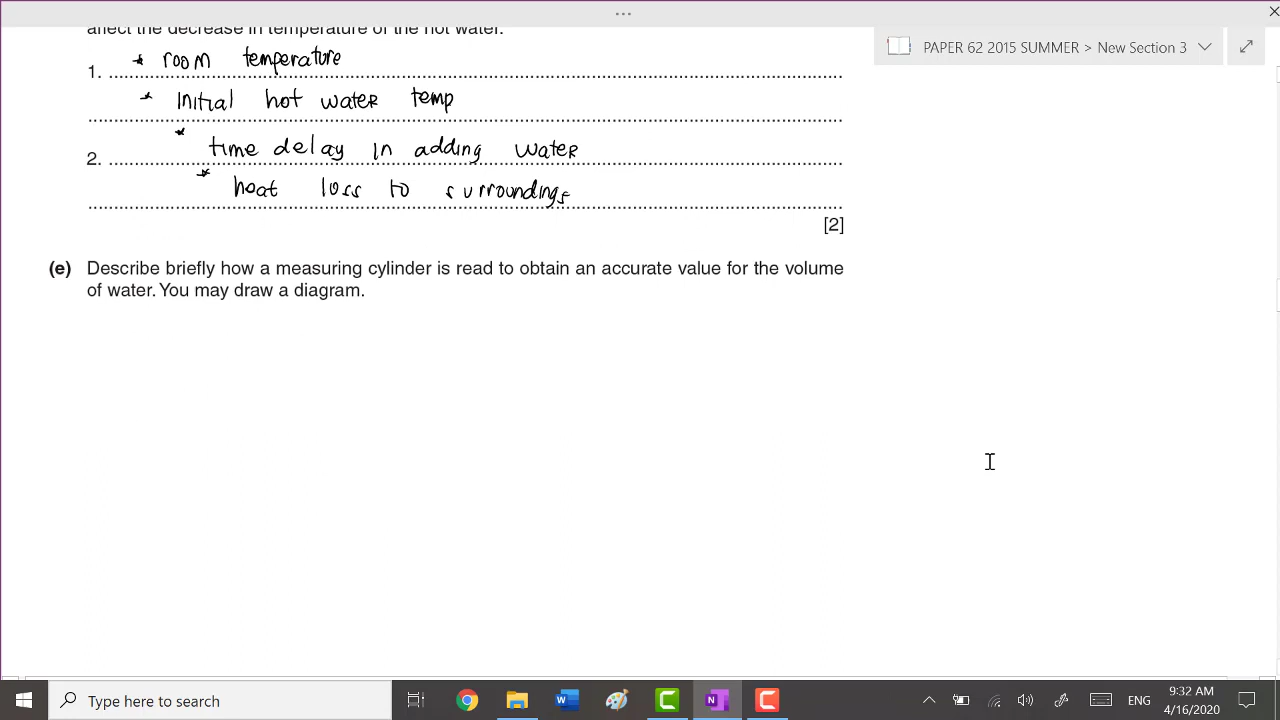 ...
affect the decrease in temperature of the hot water.
PAPER 62 2015 SUMMER > New Section 3
* room temperature
1. ....................
* Initial hot water temp
* time delay in adding water
2. ....................
* heat loss to surroundings
[2]
(e) Describe briefly how a measuring cylinder is read to obtain an accurate value for the volume
of water. You may draw a diagram.
Type here to search
ENG
9:32 AM
4/16/2020